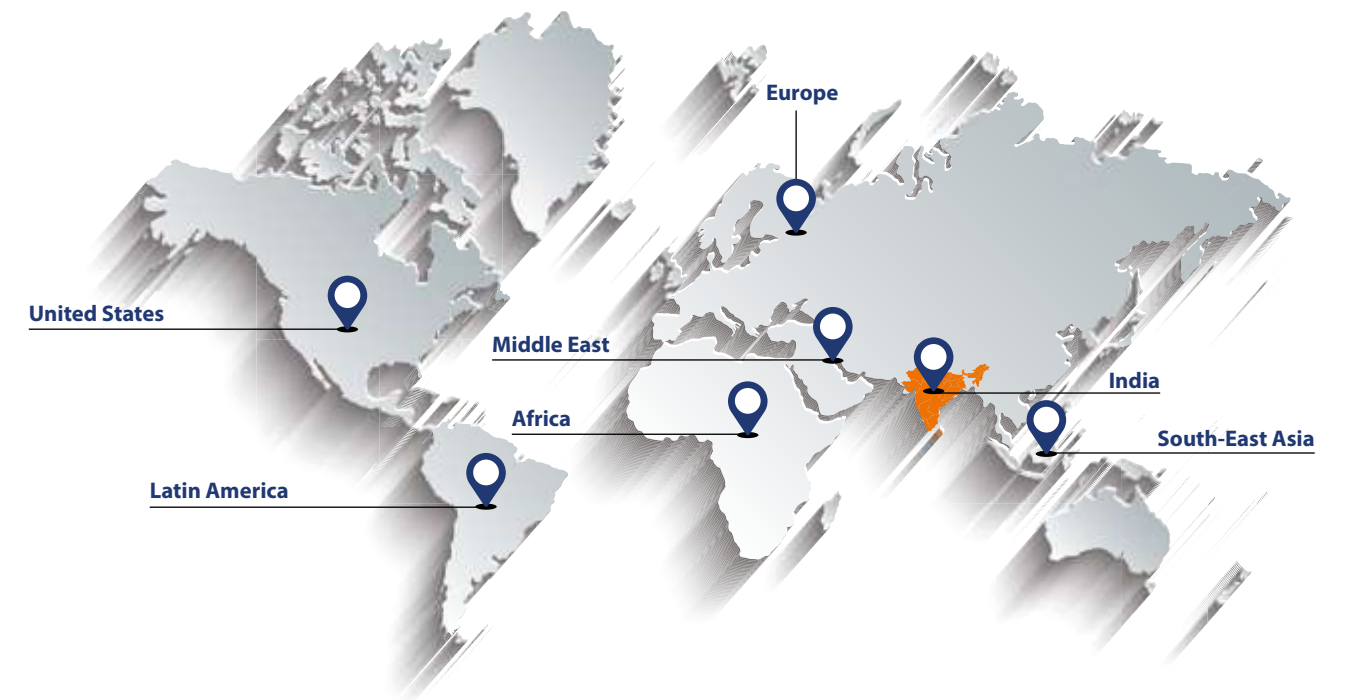 Europe
United States
Middle East
India
Africa
South-East Asia
Latin America